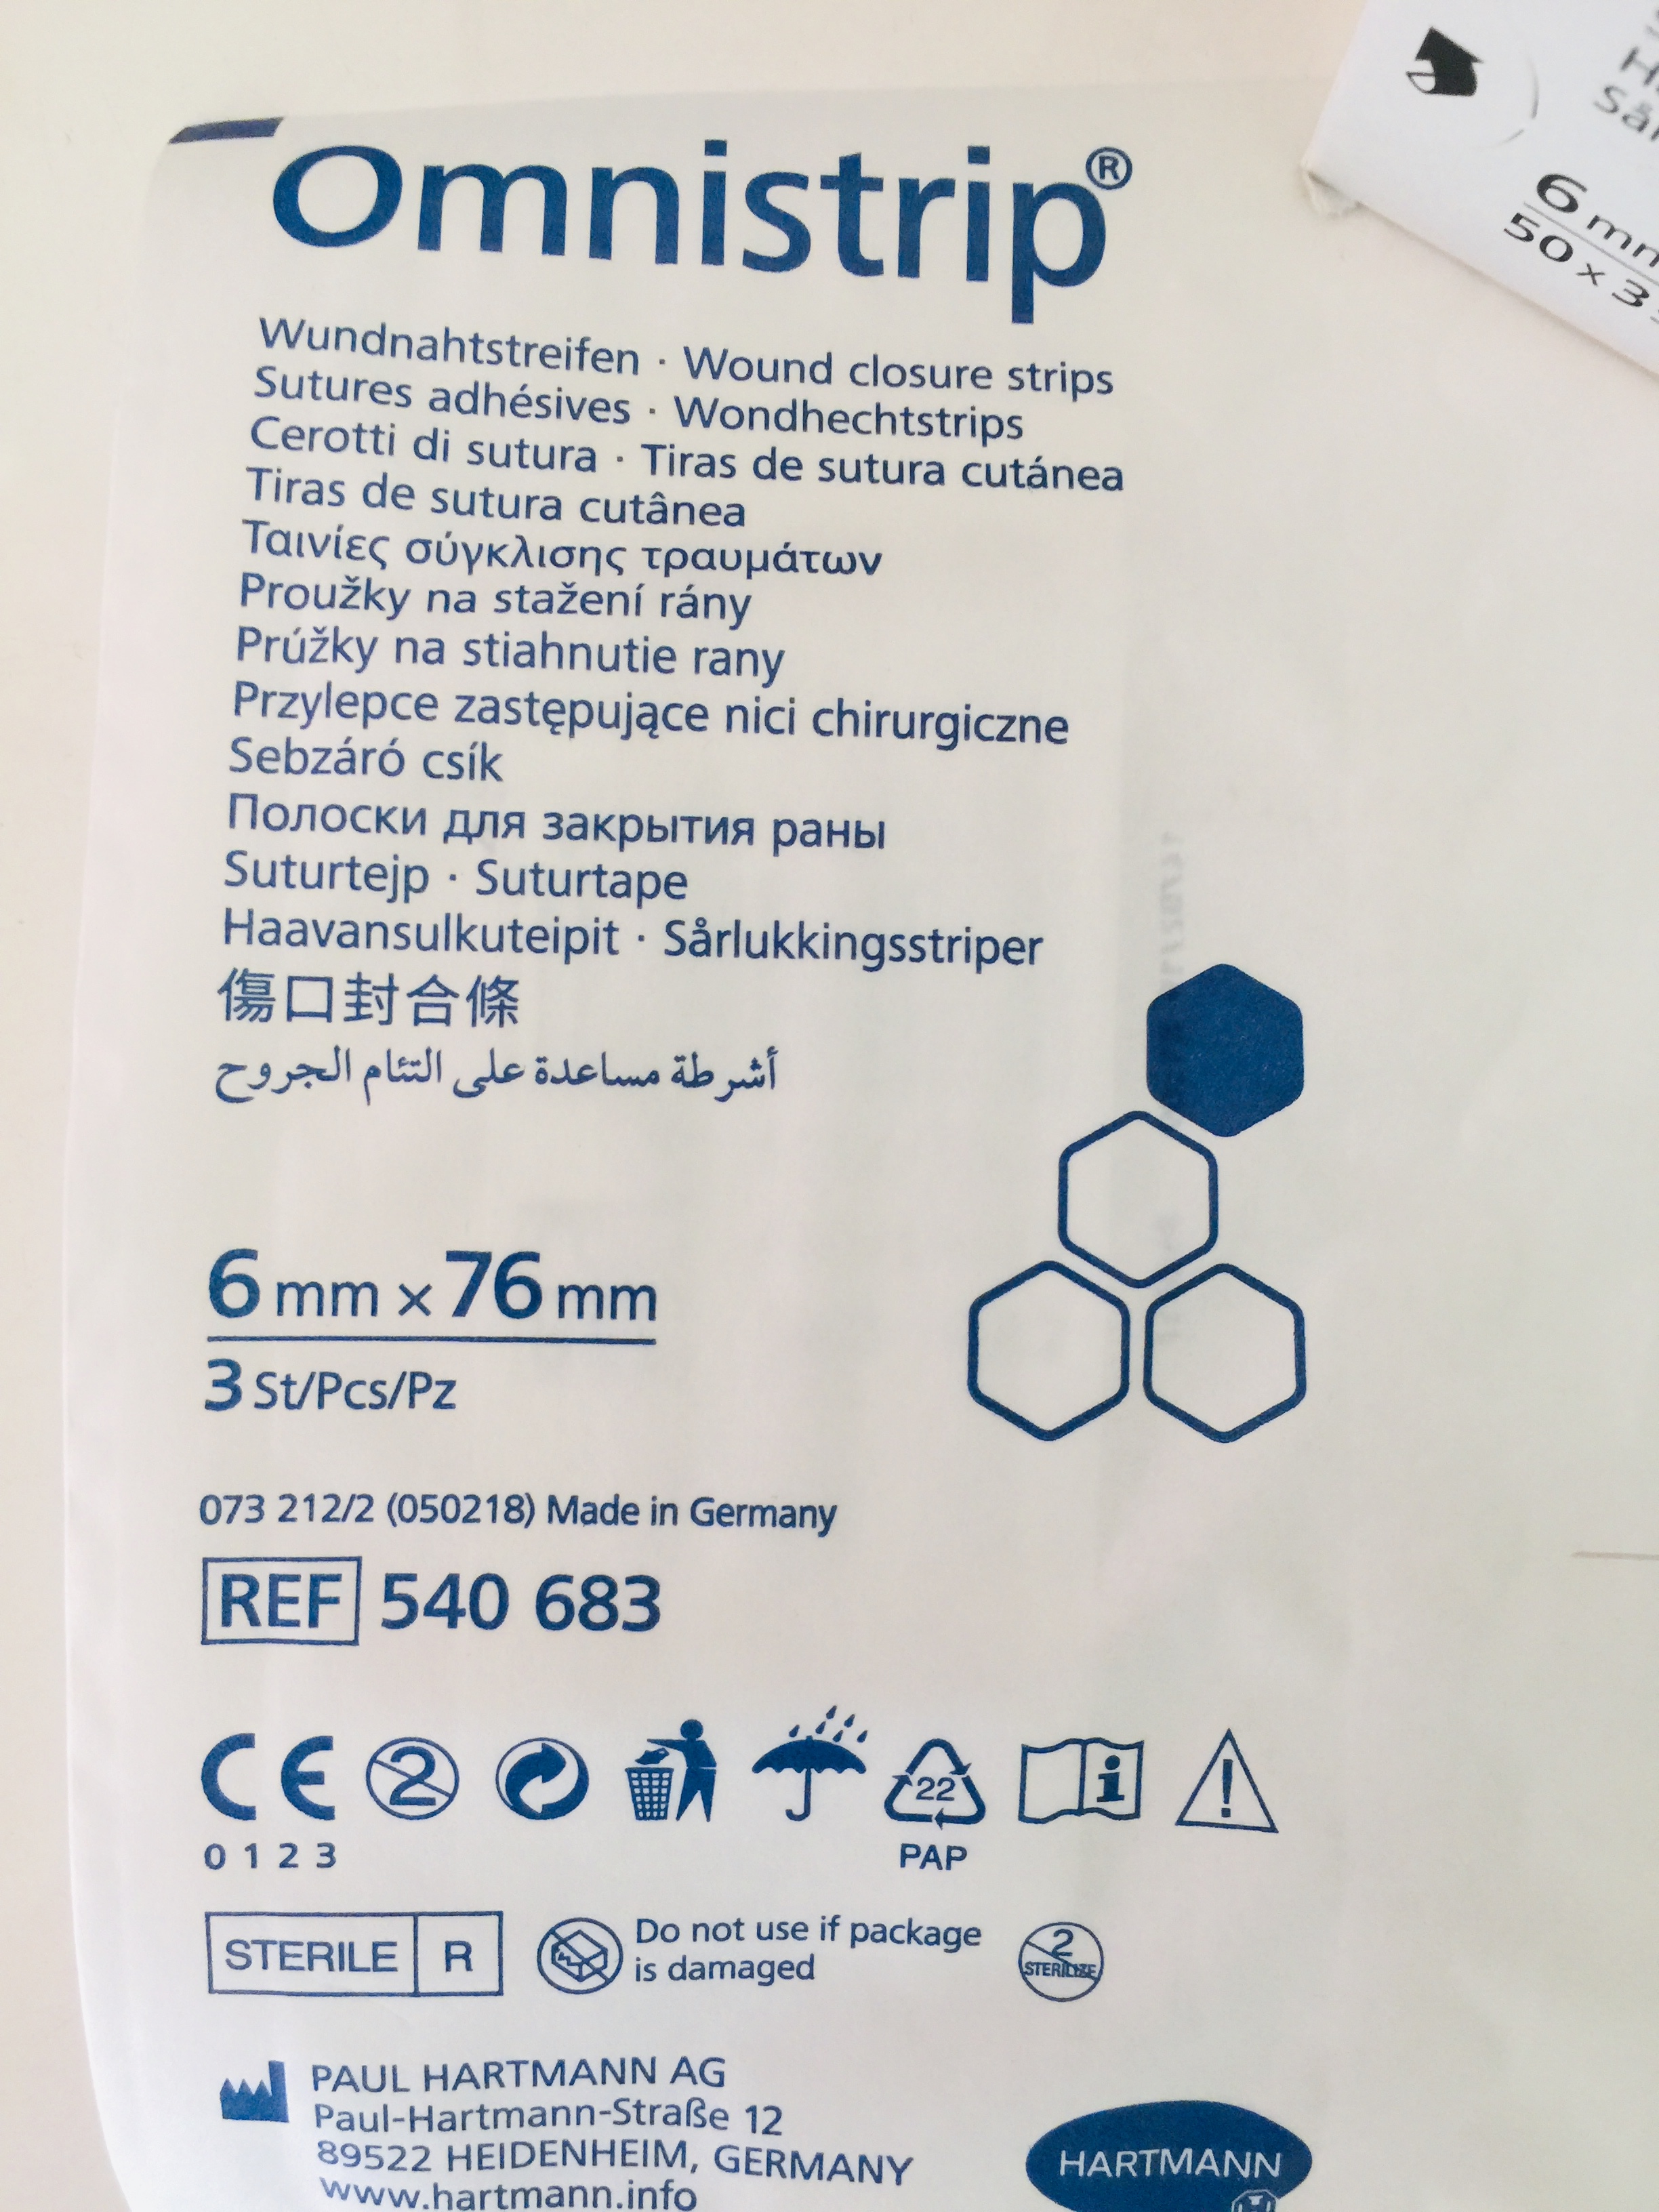 Omnistrip®
Wundnahtstreifen · Wound closure strips
Sutures adhésives · Wondhechtstrips
Cerotti di sutura · Tiras de sutura cutánea
Tiras de sutura cutânea
Ταινίες σύγκλισης τραυμάτων
Proužky na stažení rány
Prúžky na stiahnutie rany
Przylepce zastępujące nici chirurgiczne
Sebzáró csík
Полоски для закрытия раны
Suturtejp · Suturtape
Haavansulkuteipit · Sårlukkingsstriper
傷口封合條
أشرطة مساعدة على التئام الجروح
6 mm × 76 mm
3 St/Pcs/Pz
073 212/2 (050218) Made in Germany
REF 540 683
CE 2 22 i !
0123 PAP
STERILE R Do not use if package
is damaged
2
STERILIZE
PAUL HARTMANN AG
Paul-Hartmann-Straße 12
89522 HEIDENHEIM, GERMANY
www.hartmann.info
HARTMANN
6
50 × 3